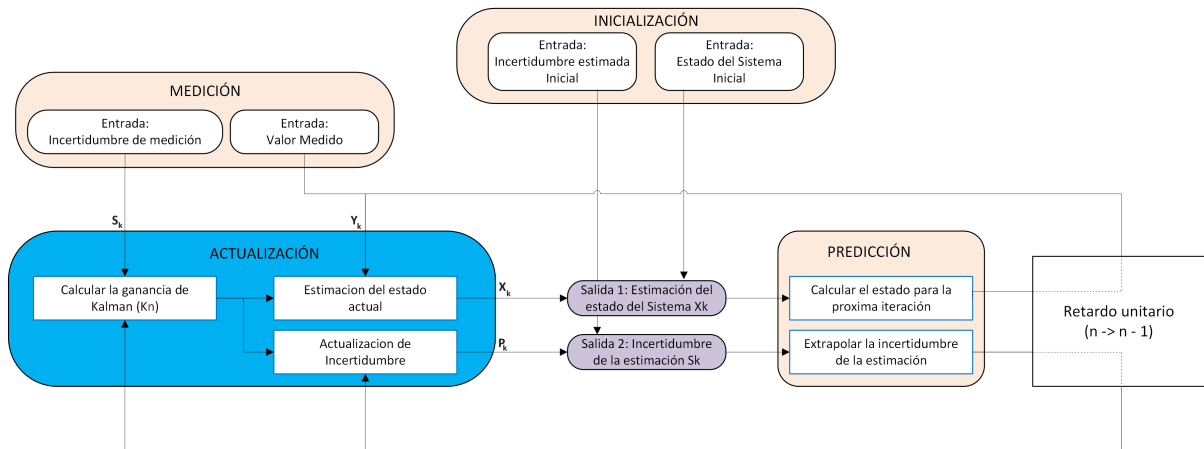 INICIALIZACIÓN
Entrada:
Incertidumbre estimada
Inicial
Entrada:
Estado del Sistema
Inicial
MEDICIÓN
Entrada:
Incertidumbre de medición
Entrada:
Valor Medido
Sk
Yk
ACTUALIZACIÓN
Calcular la ganancia de
Kalman (Kn)
Estimacion del estado
actual
Actualizacion de
Incertidumbre
Xk
Pk
Salida 1: Estimación del
estado del Sistema Xk
Salida 2: Incertidumbre
de la estimación Sk
PREDICCIÓN
Calcular el estado para la
proxima iteración
Extrapolar la incertidumbre
de la estimación
Retardo unitario
(n -> n - 1)